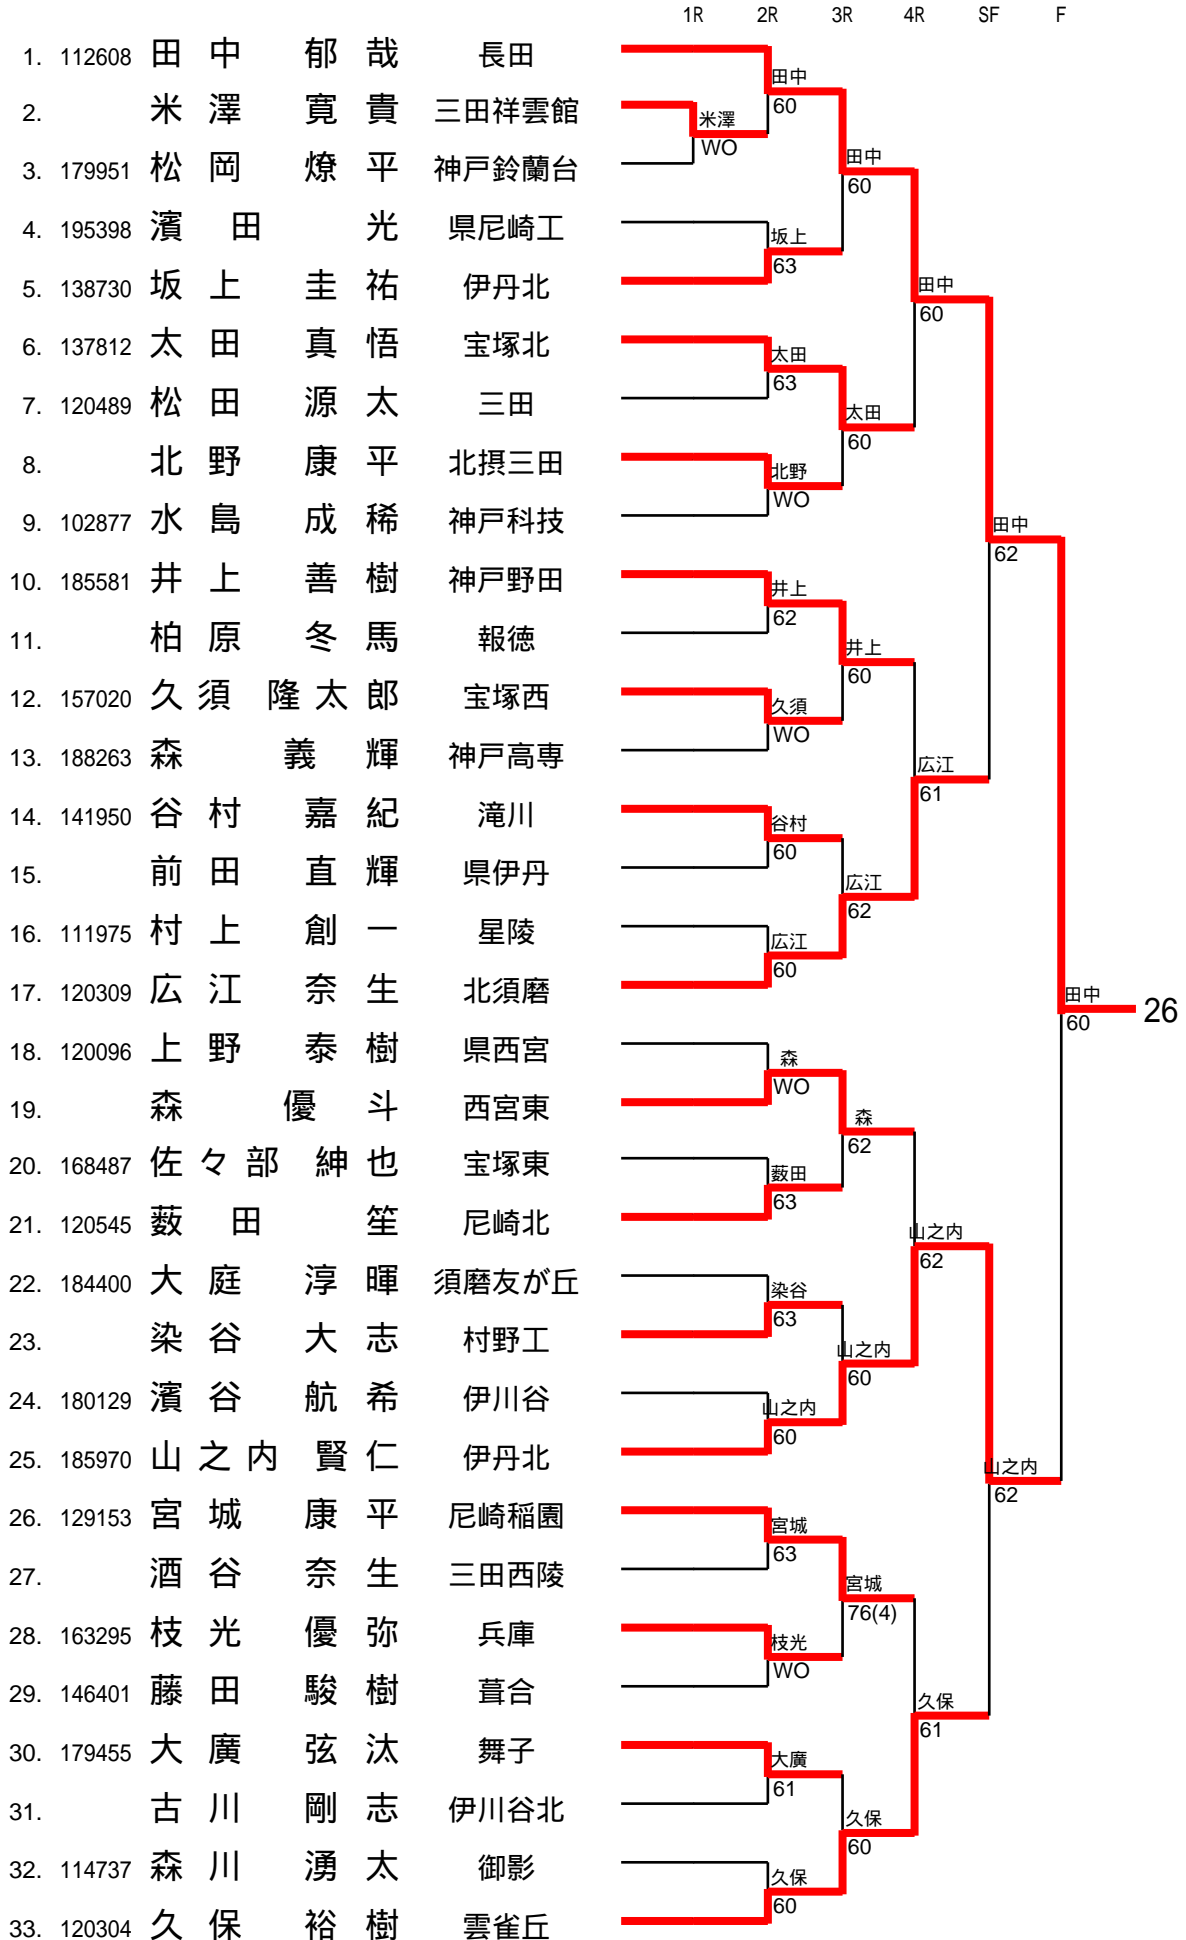 1R 2R 3R 4R SF F
1. 112608 田中 郁哉 長田
田中
60
2. 米澤 寛貴 三田祥雲館
米澤
WO
3. 179951 松岡 燎平 神戸鈴蘭台
田中
60
4. 195398 濱田 光 県尼崎工
坂上
63
5. 138730 坂上 圭祐 伊丹北
田中
60
6. 137812 太田 真悟 宝塚北
太田
63
7. 120489 松田 源太 三田
太田
60
8. 北野 康平 北摂三田
北野
WO
9. 102877 水島 成稀 神戸科技
田中
62
10. 185581 井上 善樹 神戸野田
井上
62
11. 柏原 冬馬 報徳
井上
60
12. 157020 久須 隆太郎 宝塚西
久須
WO
13. 188263 森 義輝 神戸高専
広江
61
14. 141950 谷村 嘉紀 滝川
谷村
60
15. 前田 直輝 県伊丹
広江
62
16. 111975 村上 創一 星陵
広江
60
17. 120309 広江 奈生 北須磨
田中
60
26
18. 120096 上野 泰樹 県西宮
森
WO
19. 森 優斗 西宮東
森
62
20. 168487 佐々部 紳也 宝塚東
薮田
63
21. 120545 薮田 笙 尼崎北
山之内
62
22. 184400 大庭 淳暉 須磨友が丘
染谷
63
23. 染谷 大志 村野工
山之内
60
24. 180129 濱谷 航希 伊川谷
山之内
60
25. 185970 山之内 賢仁 伊丹北
山之内
62
26. 129153 宮城 康平 尼崎稲園
宮城
63
27. 酒谷 奈生 三田西陵
宮城
76(4)
28. 163295 枝光 優弥 兵庫
枝光
WO
29. 146401 藤田 駿樹 葺合
久保
61
30. 179455 大廣 弦汰 舞子
大廣
61
31. 古川 剛志 伊川谷北
久保
60
32. 114737 森川 湧太 御影
久保
60
33. 120304 久保 裕樹 雲雀丘